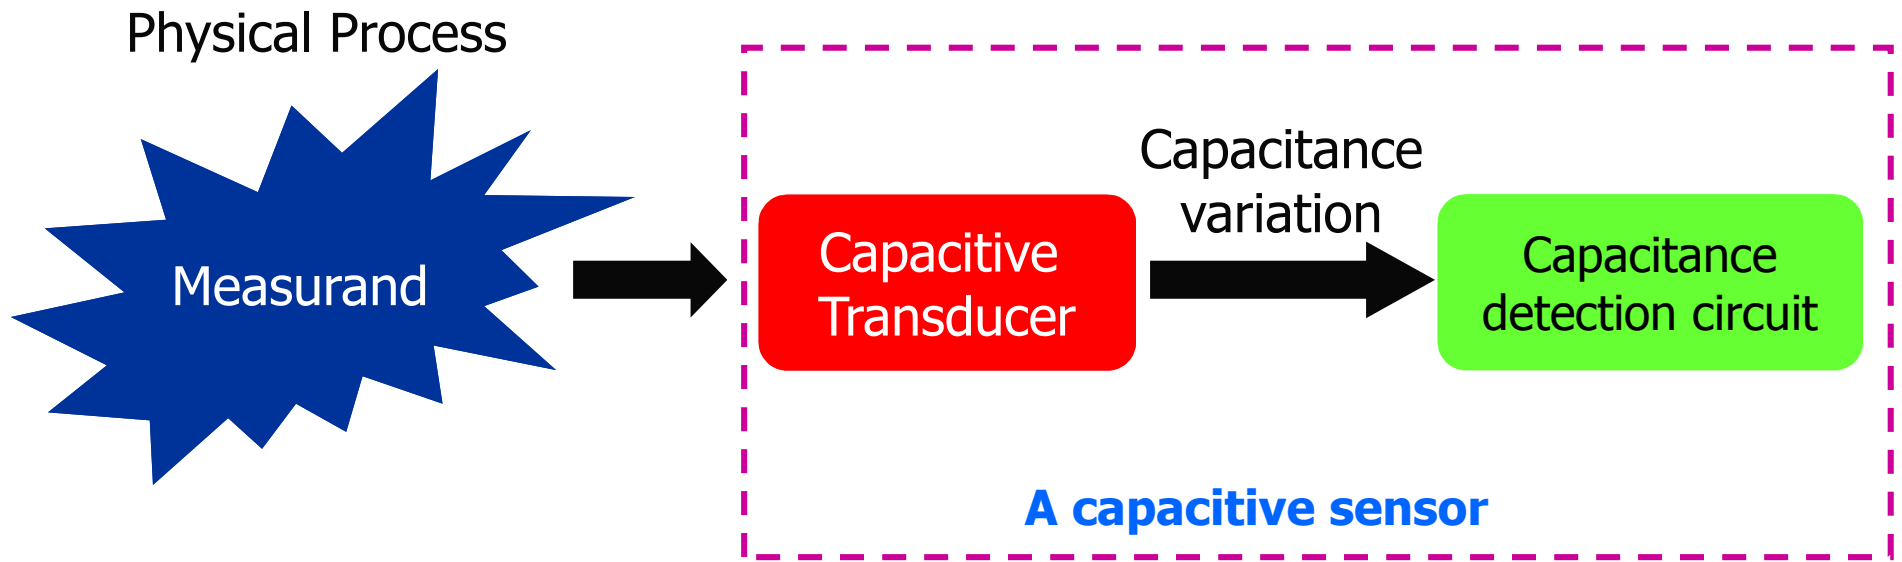 Physical Process
Measurand
Capacitive
Transducer
Capacitance
variation
Capacitance
detection circuit
A capacitive sensor